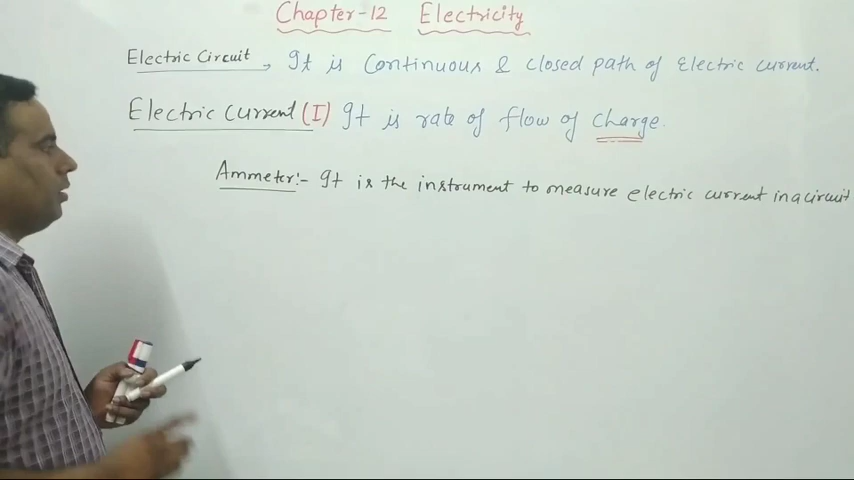 Chapter-12 Electricity
Electric Circuit → It is Continuous & closed path of Electric current.
Electric Current (I) It is rate of flow of charge.
Ammeter:- It is the instrument to measure electric current in a circuit